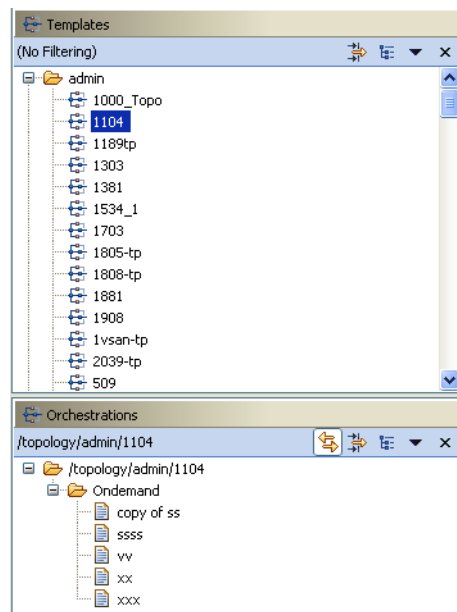 Templates
(No Filtering)
admin
1000_Topo
1104
1189tp
1303
1381
1534_1
1703
1805-tp
1808-tp
1881
1908
1vsan-tp
2039-tp
509
Orchestrations
/topology/admin/1104
/topology/admin/1104
Ondemand
copy of ss
ssss
vv
xx
xxx